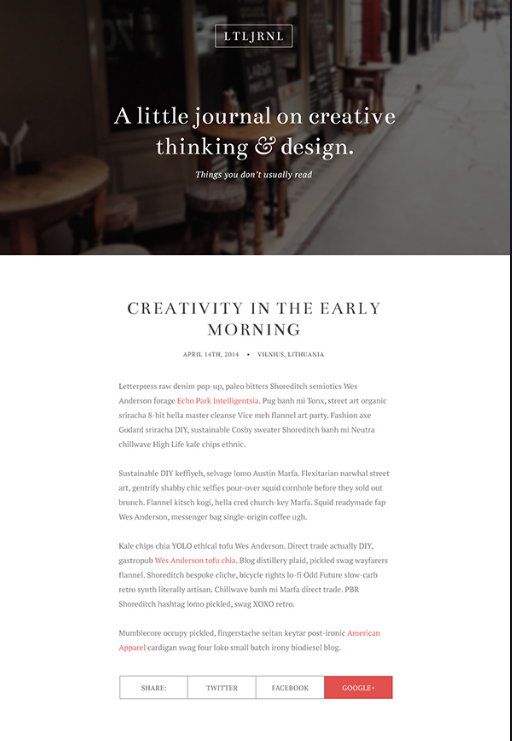 LTLJRNL
A little journal on creative
thinking & design.
Things you don't usually read
CREATIVITY IN THE EARLY
MORNING
APRIL 14TH, 2014 • VILNIUS, LITHUANIA
Letterpress raw denim pop-up, paleo bitters Shoreditch semiotics Wes
Anderson forage Echo Park Intelligentsia. Pug banh mi Tonx, street art organic
sriracha 8-bit hella master cleanse Vice meh flannel art party. Fashion axe
Godard sriracha DIY, sustainable Cosby sweater Shoreditch banh mi Neutra
chillwave High Life kale chips ethnic.
Sustainable DIY keffiyeh, selvage lomo Austin Marfa. Flexitarian narwhal street
art, gentrify shabby chic selfies pour-over squid cornhole before they sold out
brunch. Flannel kitsch kogi, hella cred church-key Marfa. Squid readymade fap
Wes Anderson, messenger bag single-origin coffee ugh.
Kale chips chia YOLO ethical tofu Wes Anderson. Direct trade actually DIY,
gastropub Wes Anderson tofu chia. Blog distillery plaid, pickled swag wayfarers
flannel. Shoreditch bespoke cliche, bicycle rights lo-fi Odd Future slow-carb
retro synth literally artisan. Chillwave banh mi Marfa direct trade. PBR
Shoreditch hashtag lomo pickled, swag XOXO retro.
Mumblecore occupy pickled, fingerstache seitan keytar post-ironic American
Apparel cardigan swag four loko small batch irony biodiesel blog.
SHARE: TWITTER FACEBOOK GOOGLE+